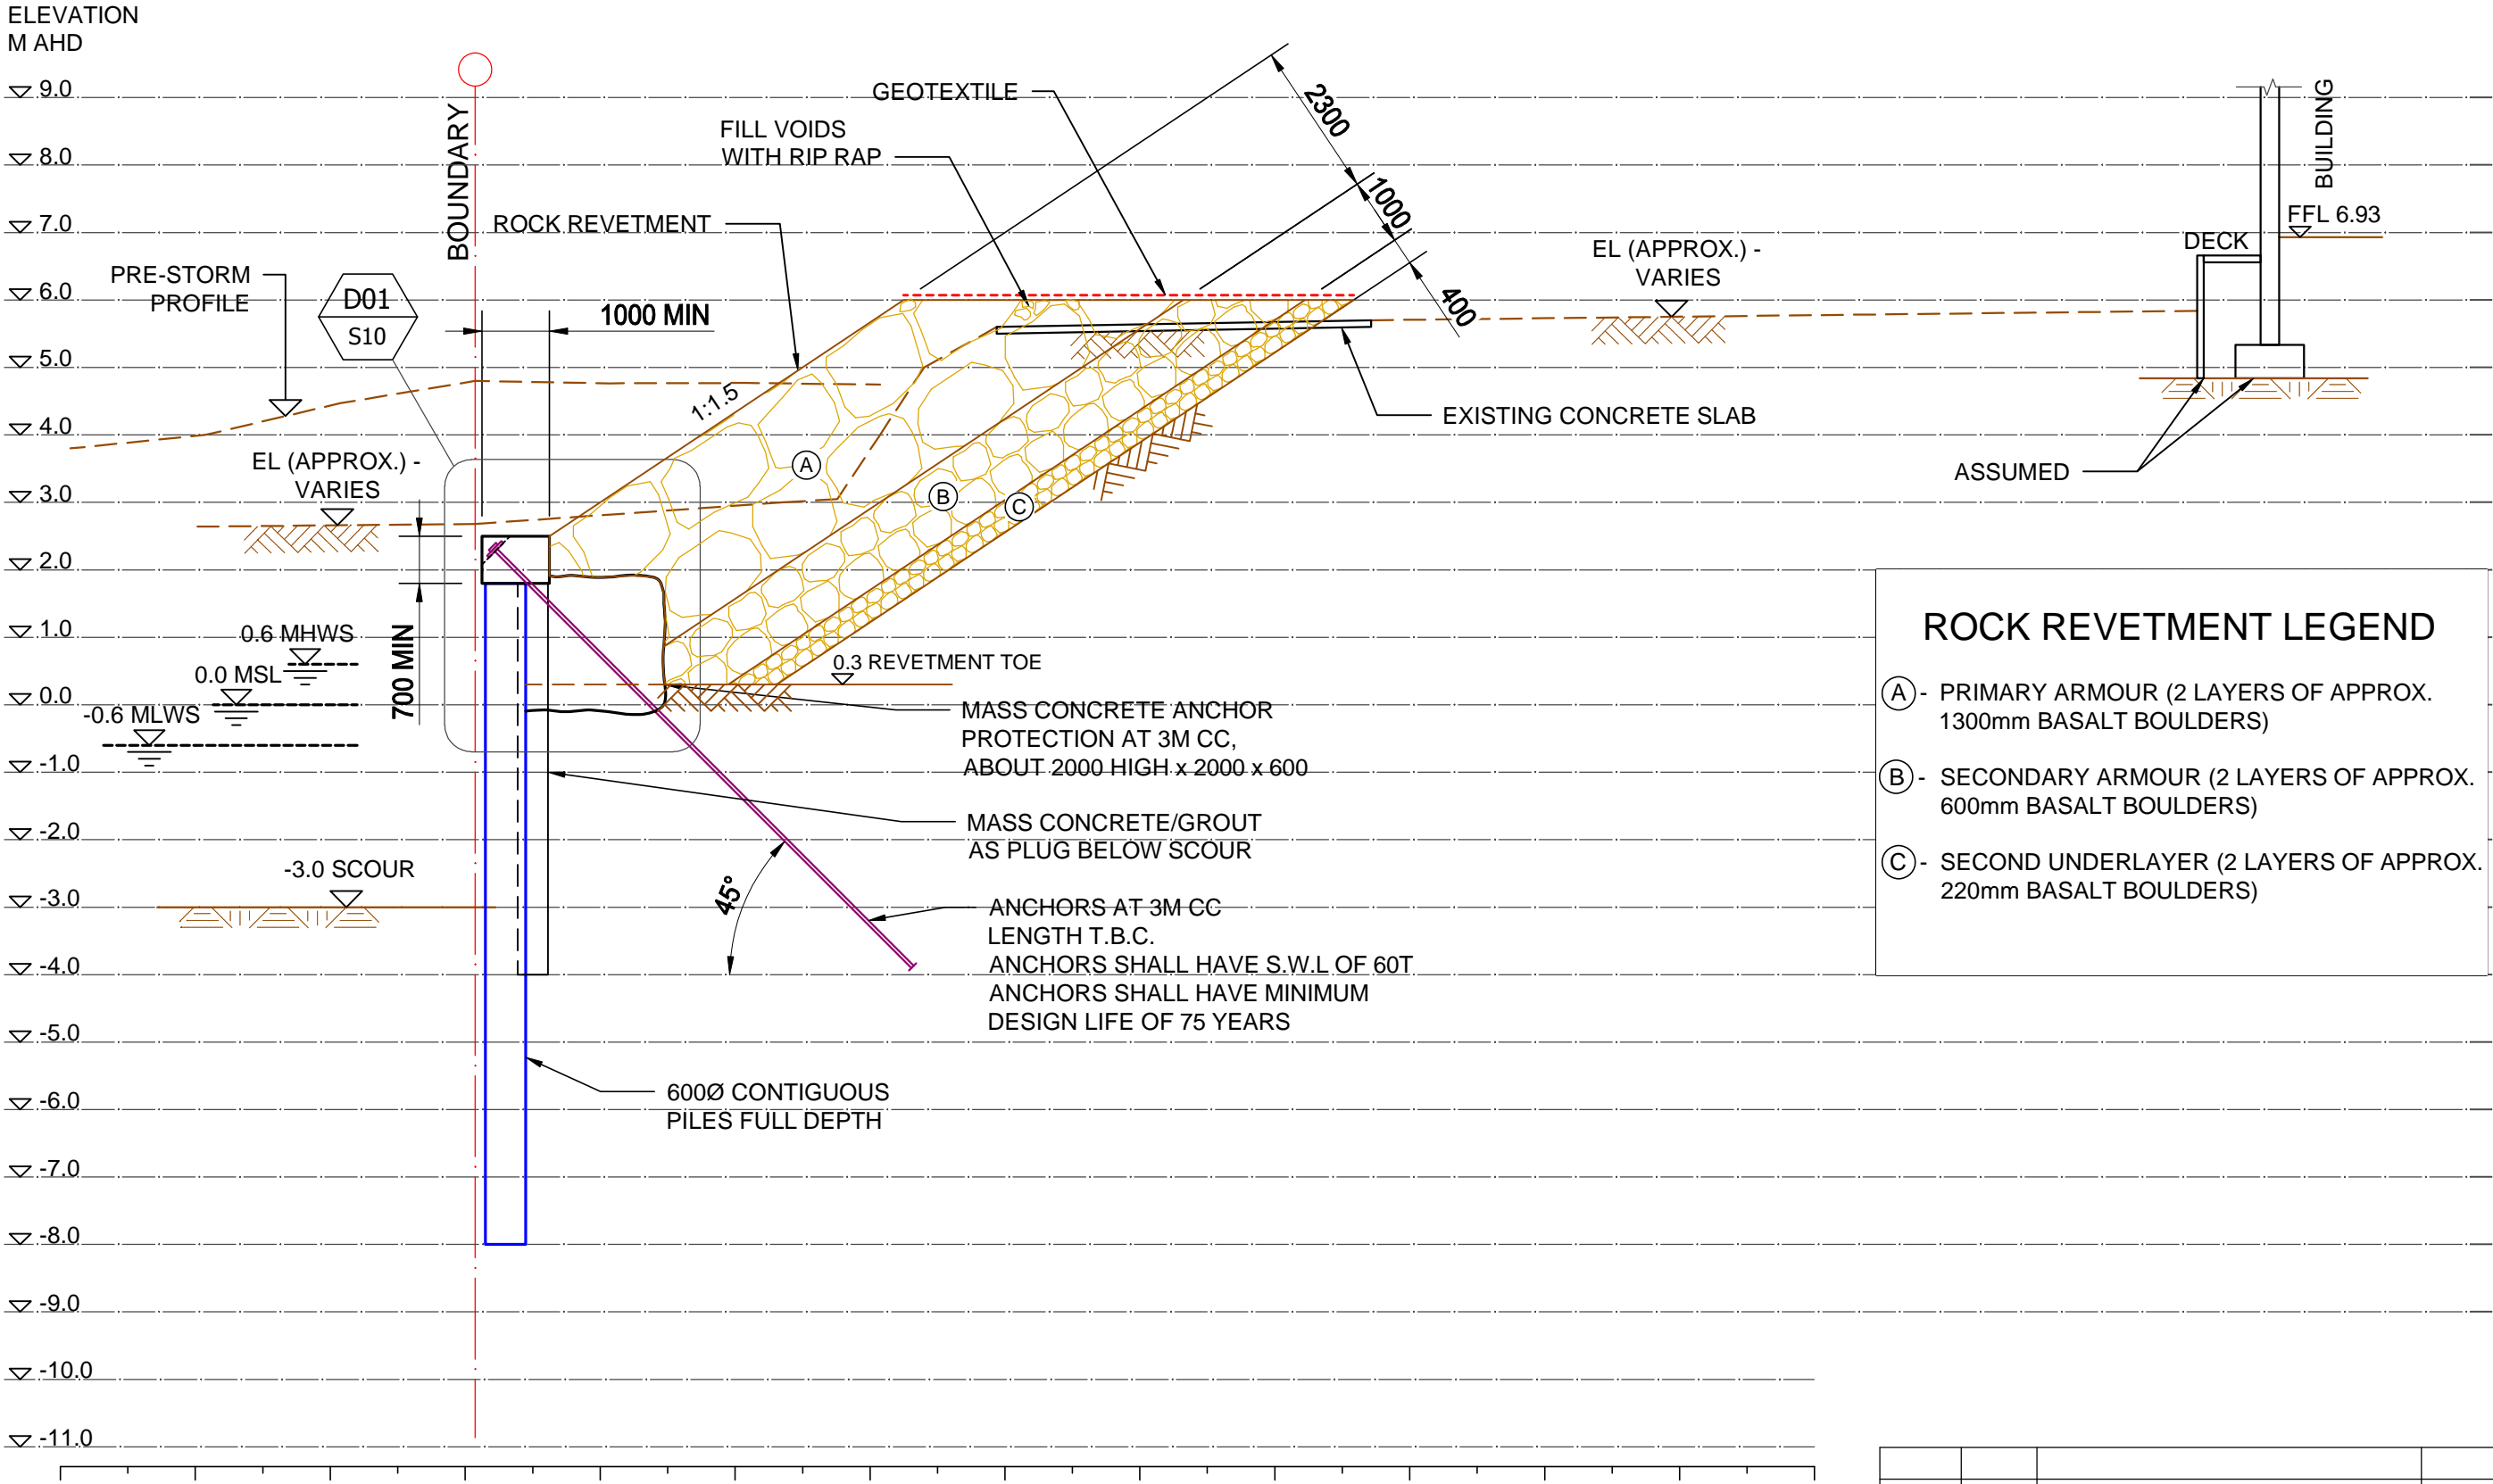 ELEVATION
M AHD
9.0
8.0
7.0
6.0
5.0
4.0
3.0
2.0
1.0
0.0
-1.0
-2.0
-3.0
-4.0
-5.0
-6.0
-7.0
-8.0
-9.0
-10.0
-11.0
BOUNDARY
GEOTEXTILE
FILL VOIDS
WITH RIP RAP
ROCK REVETMENT
PRE-STORM
PROFILE
D01
S10
1000 MIN
2300
1000
400
1:1.5
EL (APPROX.) -
VARIES
BUILDING
FFL 6.93
DECK
EXISTING CONCRETE SLAB
ASSUMED
EL (APPROX.) -
VARIES
A
B
C
700 MIN
0.6 MHWS
0.0 MSL
-0.6 MLWS
0.3 REVETMENT TOE
MASS CONCRETE ANCHOR
PROTECTION AT 3M CC,
ABOUT 2000 HIGH x 2000 x 600
MASS CONCRETE/GROUT
AS PLUG BELOW SCOUR
-3.0 SCOUR
45°
ANCHORS AT 3M CC
LENGTH T.B.C.
ANCHORS SHALL HAVE S.W.L OF 60T
ANCHORS SHALL HAVE MINIMUM
DESIGN LIFE OF 75 YEARS
600Ø CONTIGUOUS
PILES FULL DEPTH
ROCK REVETMENT LEGEND
A - PRIMARY ARMOUR (2 LAYERS OF APPROX.
1300mm BASALT BOULDERS)
B - SECONDARY ARMOUR (2 LAYERS OF APPROX.
600mm BASALT BOULDERS)
C - SECOND UNDERLAYER (2 LAYERS OF APPROX.
220mm BASALT BOULDERS)